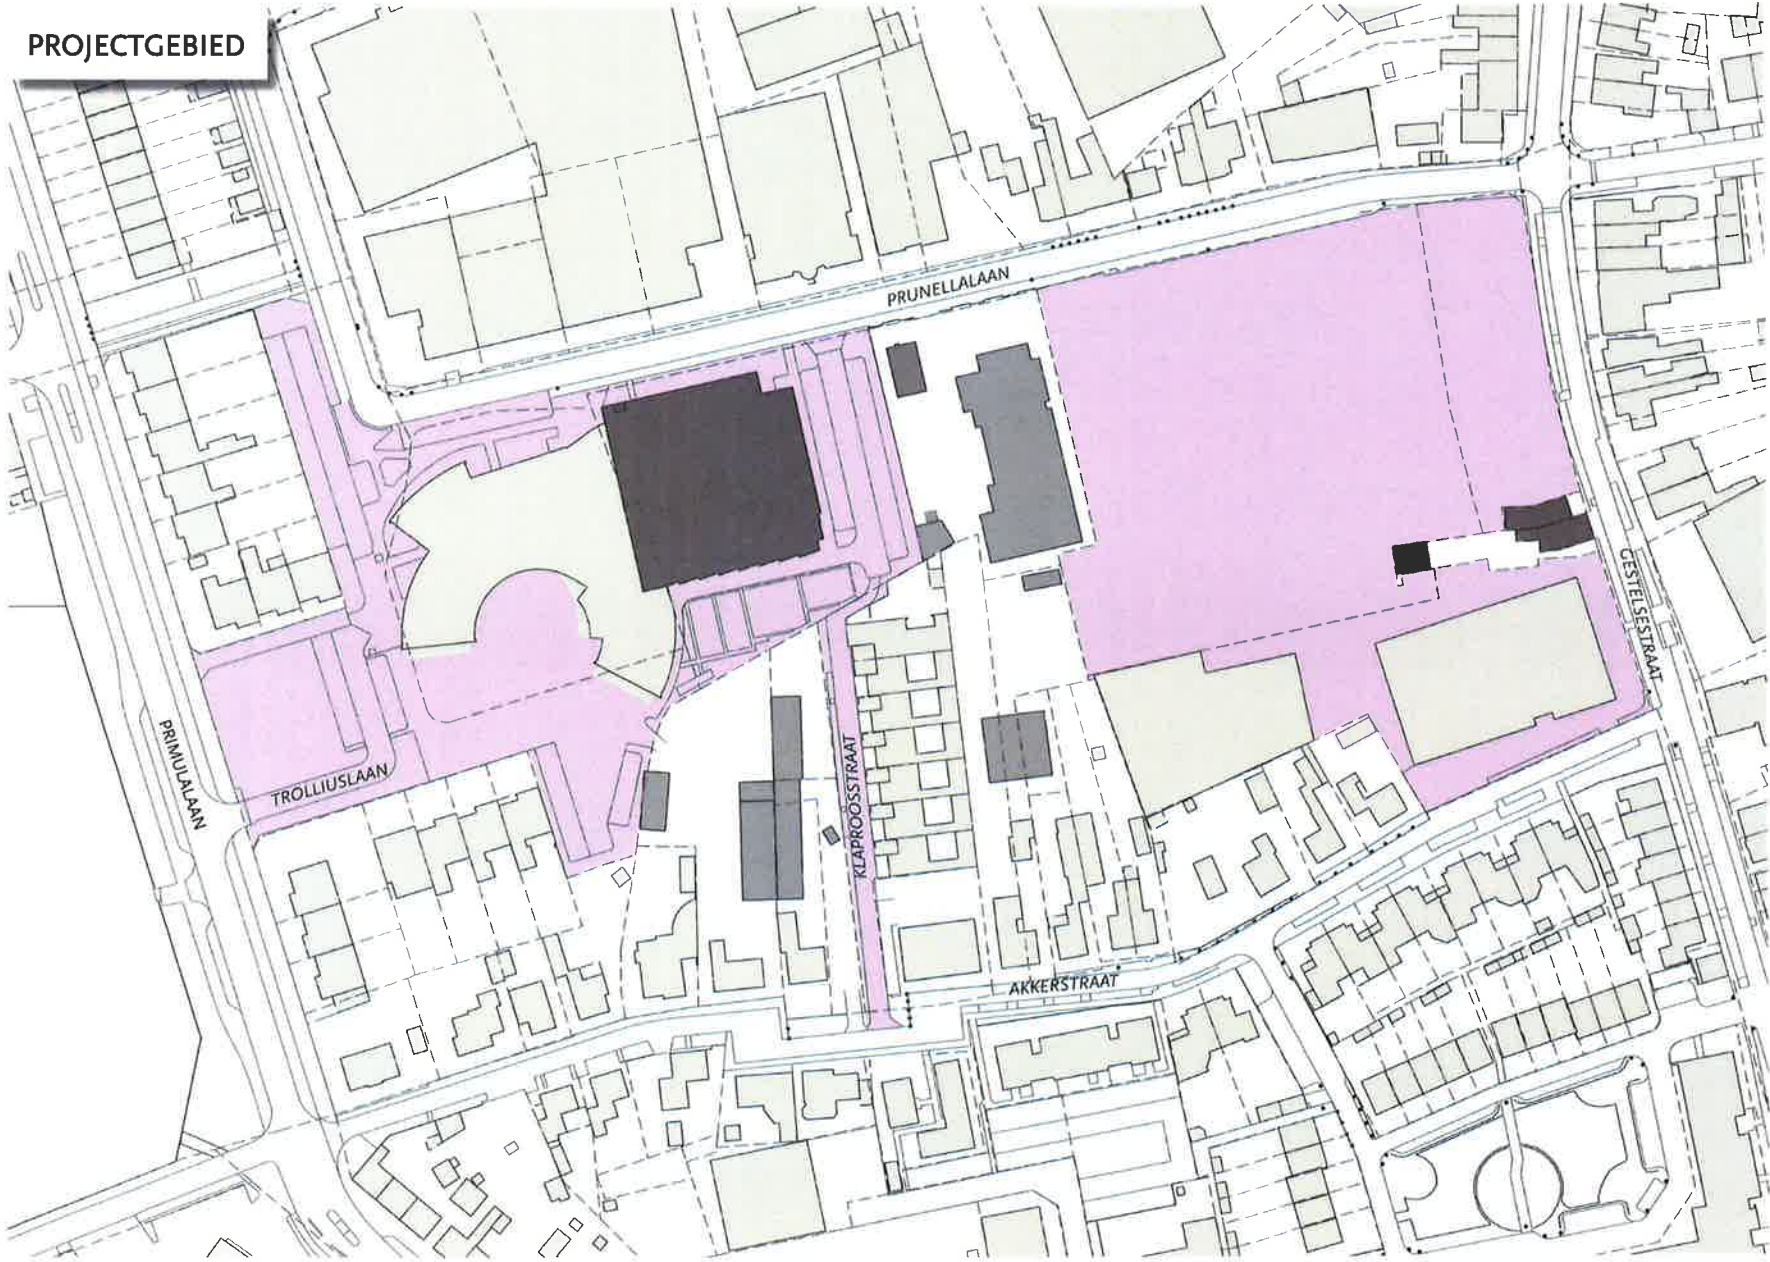 PROJECTGEBIED
PRUNELLALAAN
GESTELSESTRAAT
PRIMULALAAN
TROLLIUSLAAN
KLAPROOSSTRAAT
AKKERSTRAAT